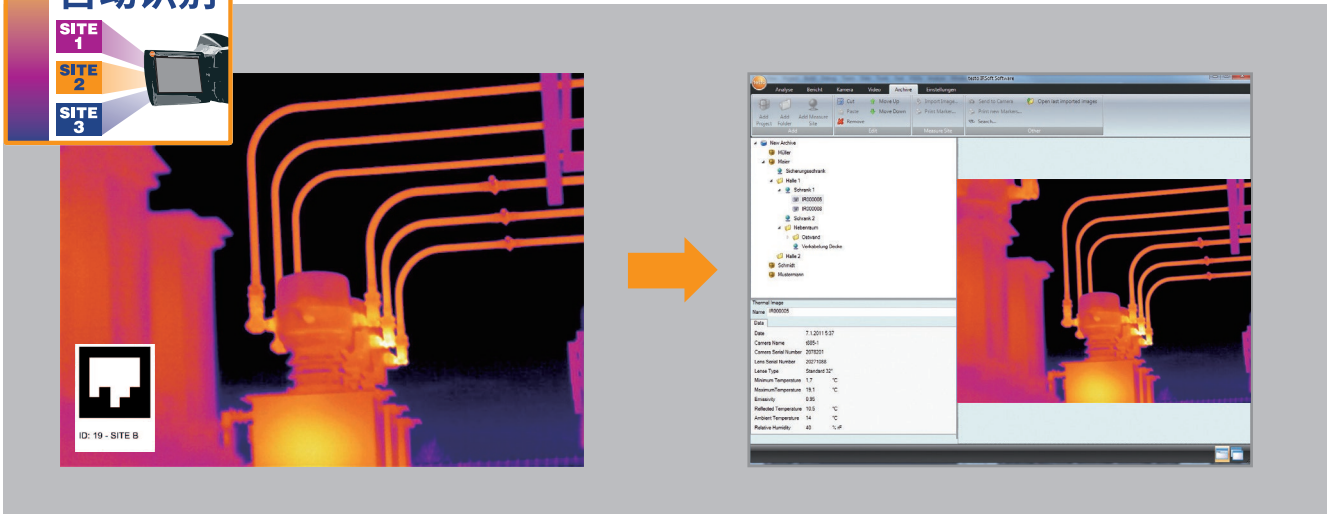 自动识别
SITE
1
SITE
2
SITE
3
ID: 19 - SITE B
testo IRSoft Software
Analyse Bericht Kamera Video Archive Einstellungen
Add Project
Add Folder
Add Measure Site
Add
Cut
Paste
Remove
Move Up
Move Down
Edit
Import Image...
Print Marker...
Measure Site
Send to Camera
Print new Markers...
Search...
Open last imported images
Other
New Archive
Müller
Maier
Sicherungsschrank
Halle 1
Schrank 1
IR000005
IR000008
Schrank 2
Nebenraum
Ostwand
Verkabelung Decke
Halle 2
Schmidt
Mustermann
Thermal Image
Name IR000005
Data
Date 7.1.2011 5:37
Camera Name t885-1
Camera Serial Number 2078201
Lens Serial Number 20271088
Lense Type Standard 32°
Minimum Temperature 1,7 °C
MaximumTemperature 19,1 °C
Emissivity 0.95
Reflected Temperature 10.5 °C
Ambient Temperature 14 °C
Relative Humidity 40 % rF